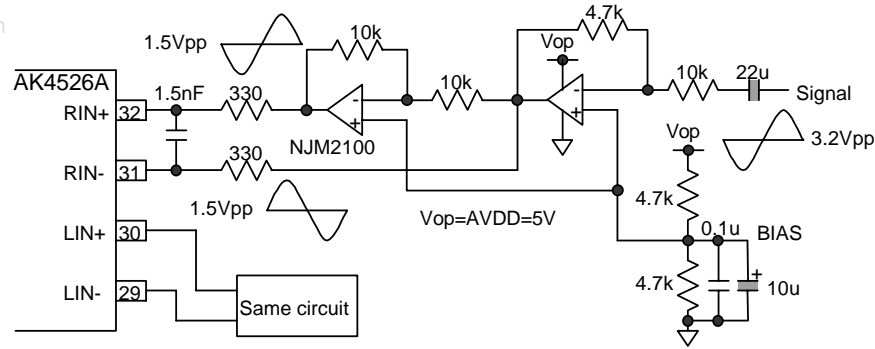 n
4.7k
10k
1.5Vpp
Vop
AK4526A
1.5nF
330
10k
10k
22u
Signal
RIN+
32
-
+
-
+
NJM2100
Vop
3.2Vpp
330
RIN-
31
4.7k
1.5Vpp
Vop=AVDD=5V
LIN+
30
0.1u
BIAS
4.7k
+
10u
LIN-
29
Same circuit